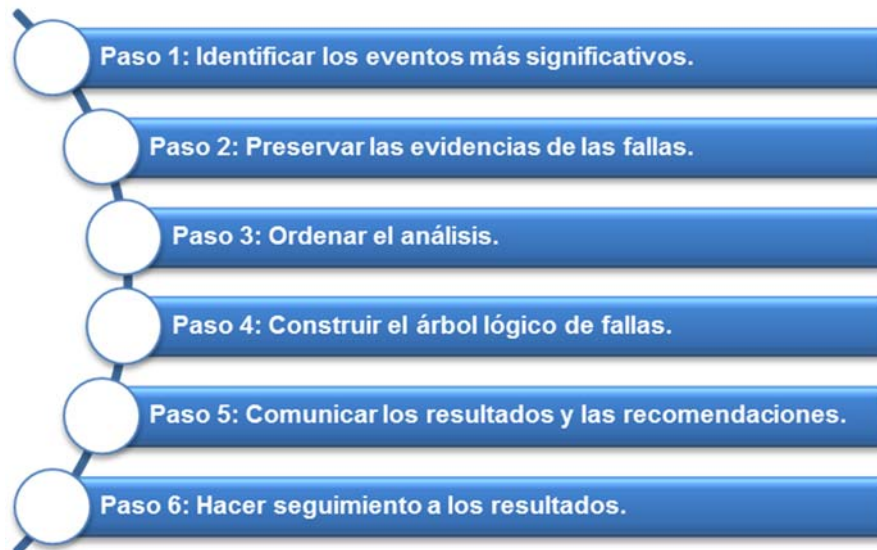 Paso 1: Identificar los eventos más significativos.
Paso 2: Preservar las evidencias de las fallas.
Paso 3: Ordenar el análisis.
Paso 4: Construir el árbol lógico de fallas.
Paso 5: Comunicar los resultados y las recomendaciones.
Paso 6: Hacer seguimiento a los resultados.